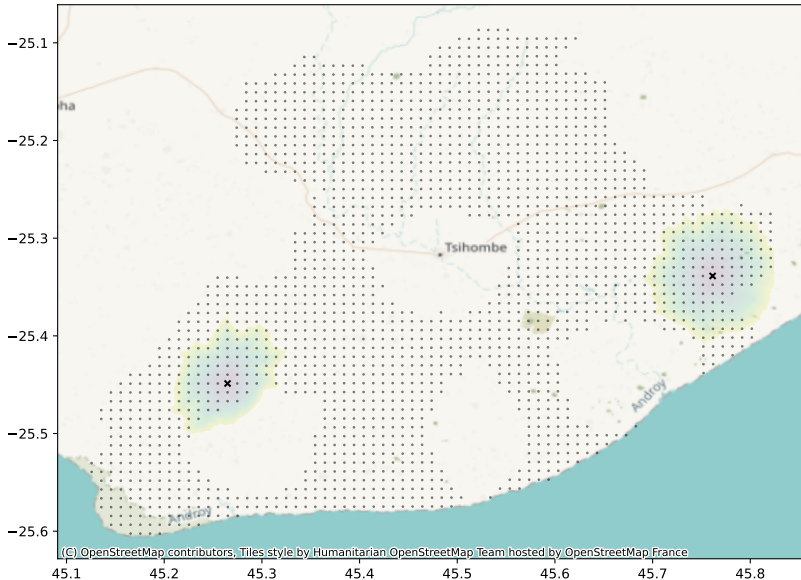 −25.1
ha
−25.2
−25.3
Tsihombe
−25.4
Androy
−25.5
Androy
−25.6
(C) OpenStreetMap contributors, Tiles style by Humanitarian OpenStreetMap Team hosted by OpenStreetMap France
45.1 45.2 45.3 45.4 45.5 45.6 45.7 45.8